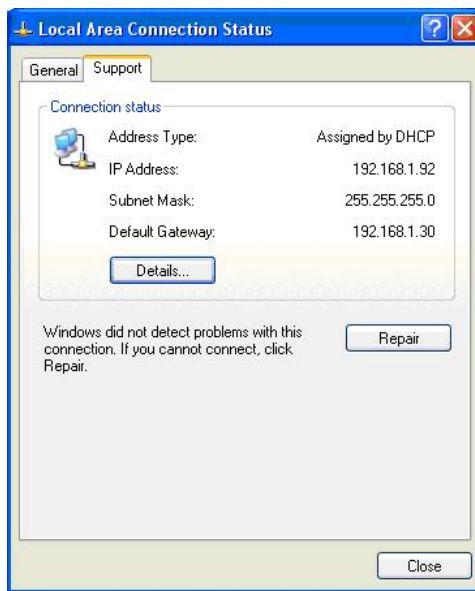 Local Area Connection Status
General
Support
Connection status
Address Type: Assigned by DHCP
IP Address: 192.168.1.92
Subnet Mask: 255.255.255.0
Default Gateway: 192.168.1.30
Details...
Windows did not detect problems with this
connection. If you cannot connect, click
Repair.
Repair
Close